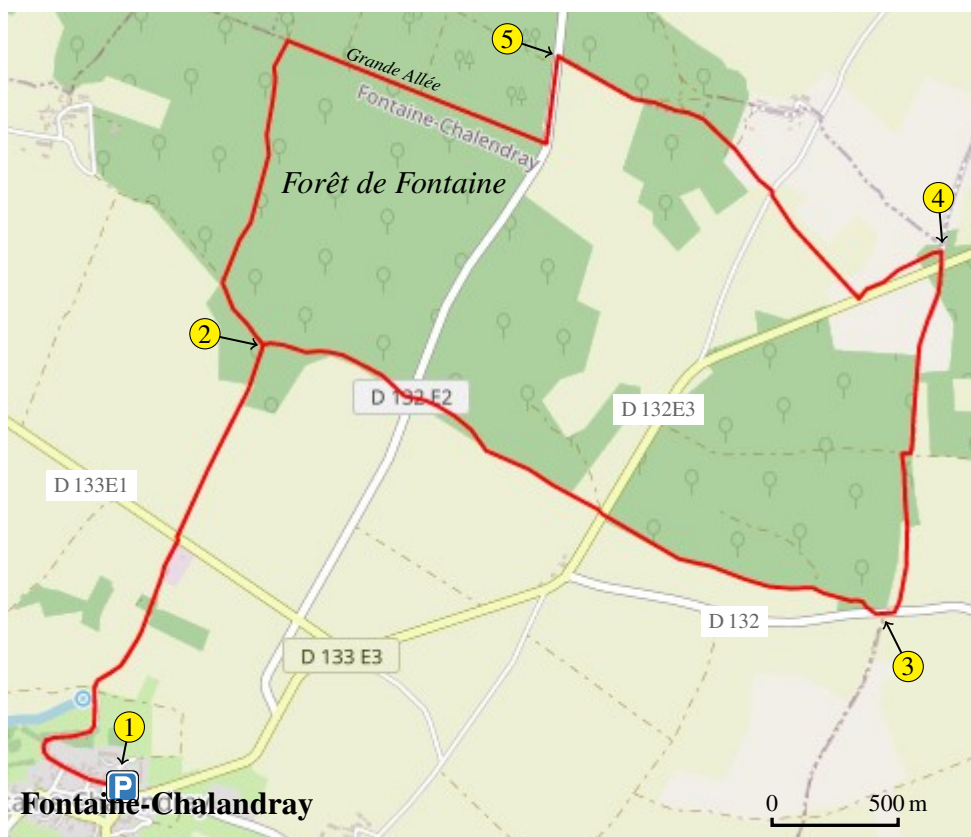 5
Grande Allée
Fontaine-Chalendray
Forêt de Fontaine
4
2
D 132 E2
D 132E3
D 133E1
D 132
D 133 E3
3
1
P
Fontaine-Chalandray
0 500 m